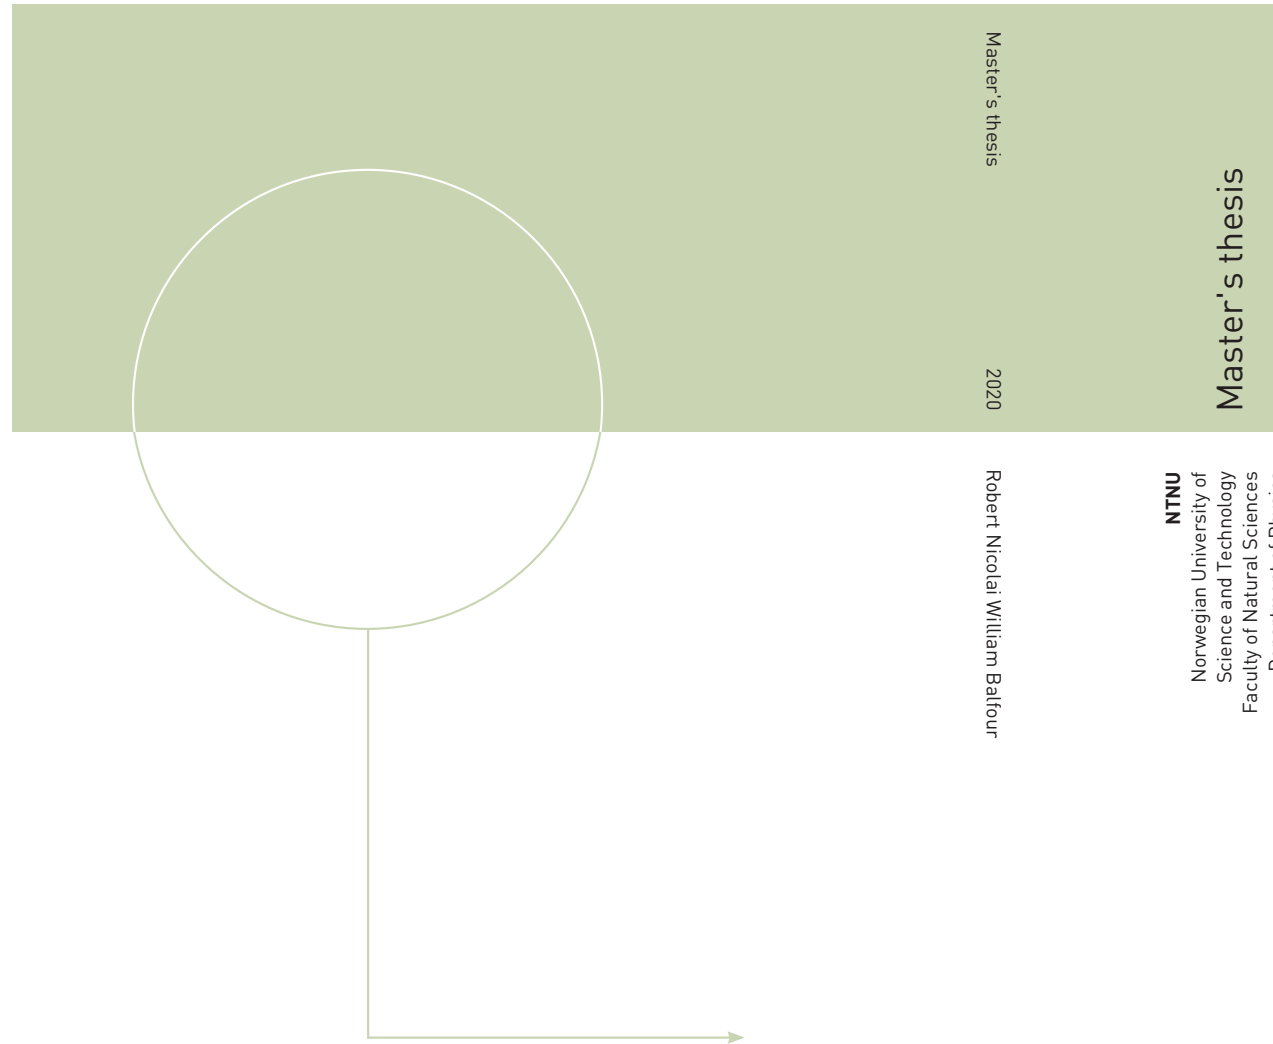 Master's thesis
2020
Robert Nicolai William Balfour
Master's thesis
NTNU
Norwegian University of
Science and Technology
Faculty of Natural Sciences